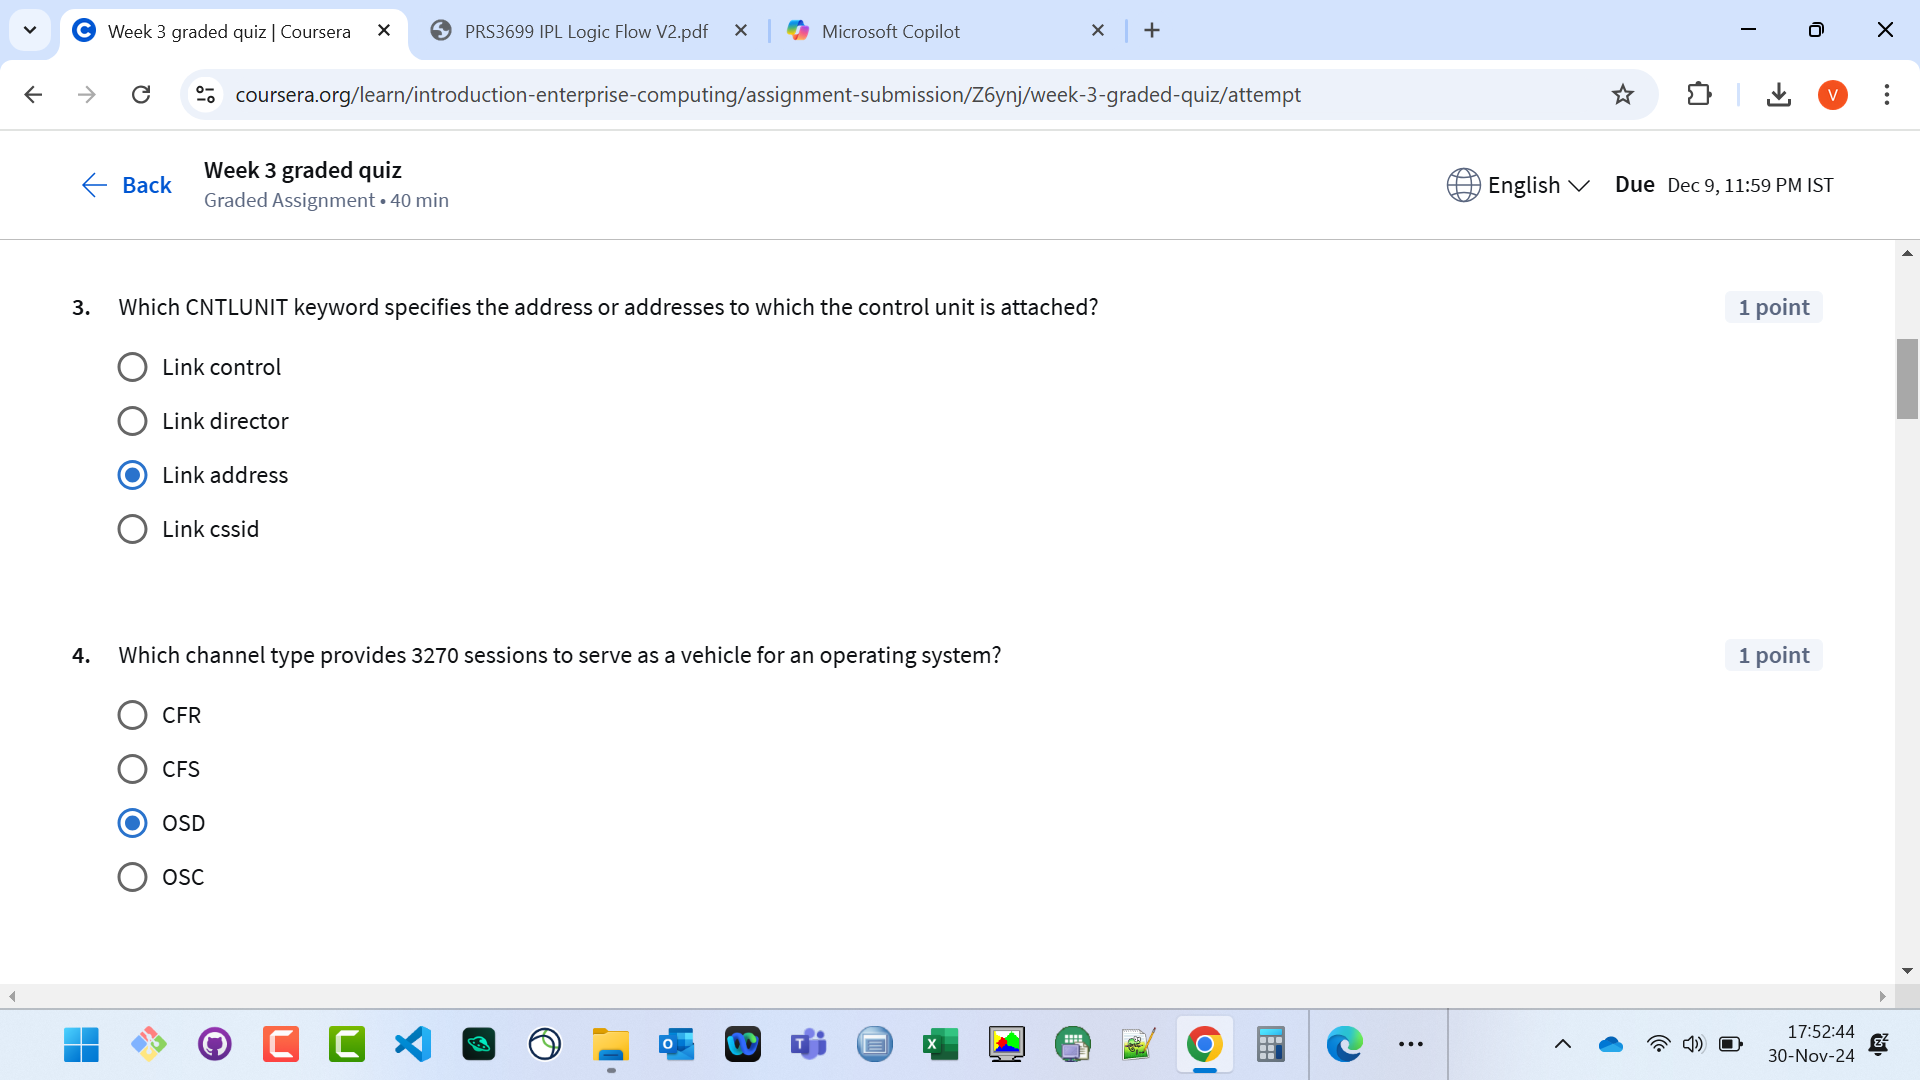 Week 3 graded quiz | Coursera
PRS3699 IPL Logic Flow V2.pdf
Microsoft Copilot
coursera.org/learn/introduction-enterprise-computing/assignment-submission/Z6ynj/week-3-graded-quiz/attempt
V
Back
Week 3 graded quiz
Graded Assignment • 40 min
English
Due Dec 9, 11:59 PM IST
3. Which CNTLUNIT keyword specifies the address or addresses to which the control unit is attached?
1 point
Link control
Link director
Link address
Link cssid
4. Which channel type provides 3270 sessions to serve as a vehicle for an operating system?
1 point
CFR
CFS
OSD
OSC
17:52:44
30-Nov-24